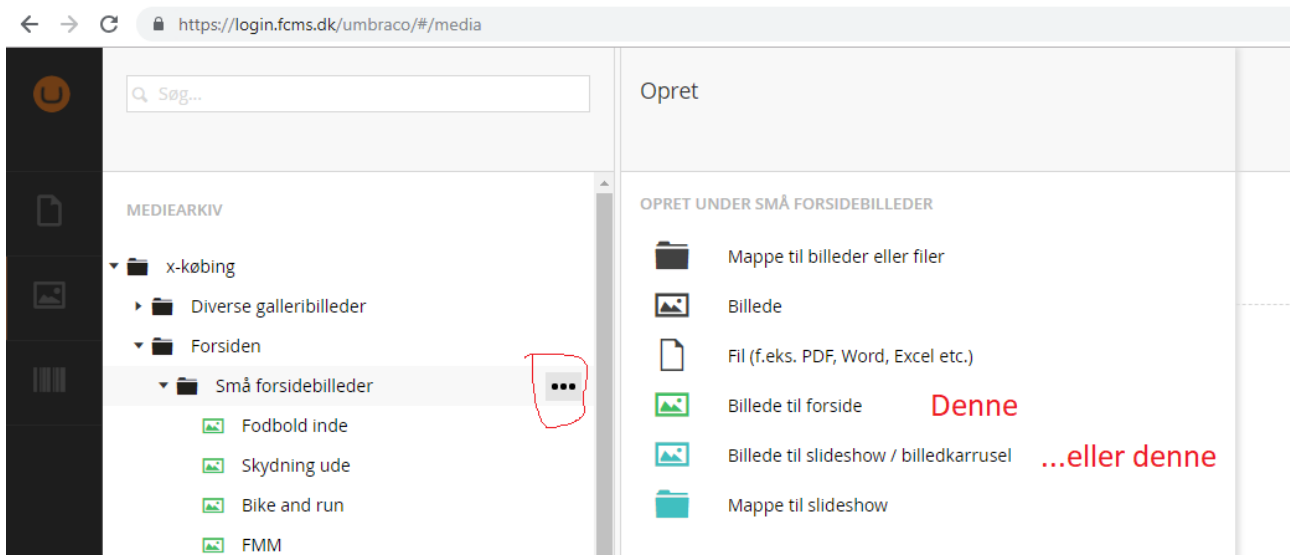 https://login.fcms.dk/umbraco/#/media
Søg...
Opret
MEDIEARKIV
OPRET UNDER SMÅ FORSIDEBILLEDER
x-købing
Diverse galleribilleder
Forsiden
Små forsidebilleder
Fodbold inde
Skydning ude
Bike and run
FMM
Mappe til billeder eller filer
Billede
Fil (f.eks. PDF, Word, Excel etc.)
Billede til forside Denne
Billede til slideshow / billedkarrusel ...eller denne
Mappe til slideshow